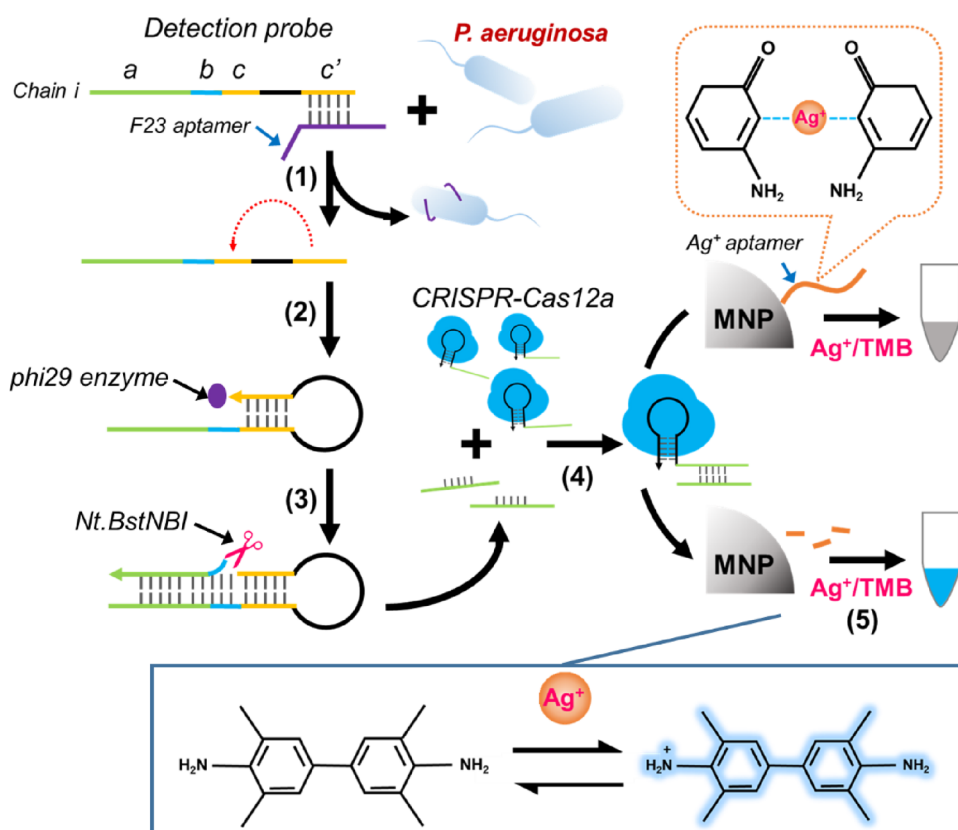 Detection probe
P. aeruginosa
a b c c’
Chain i
F23 aptamer
(1)
+
(2)
phi29 enzyme
(3)
Nt.BstNBI
CRISPR-Cas12a
+
(4)
O O
Ag⁺
NH₂ NH₂
Ag⁺ aptamer
MNP
Ag⁺/TMB
MNP
Ag⁺/TMB
(5)
Ag⁺
H₂N NH₂
H₂N⁺ NH₂